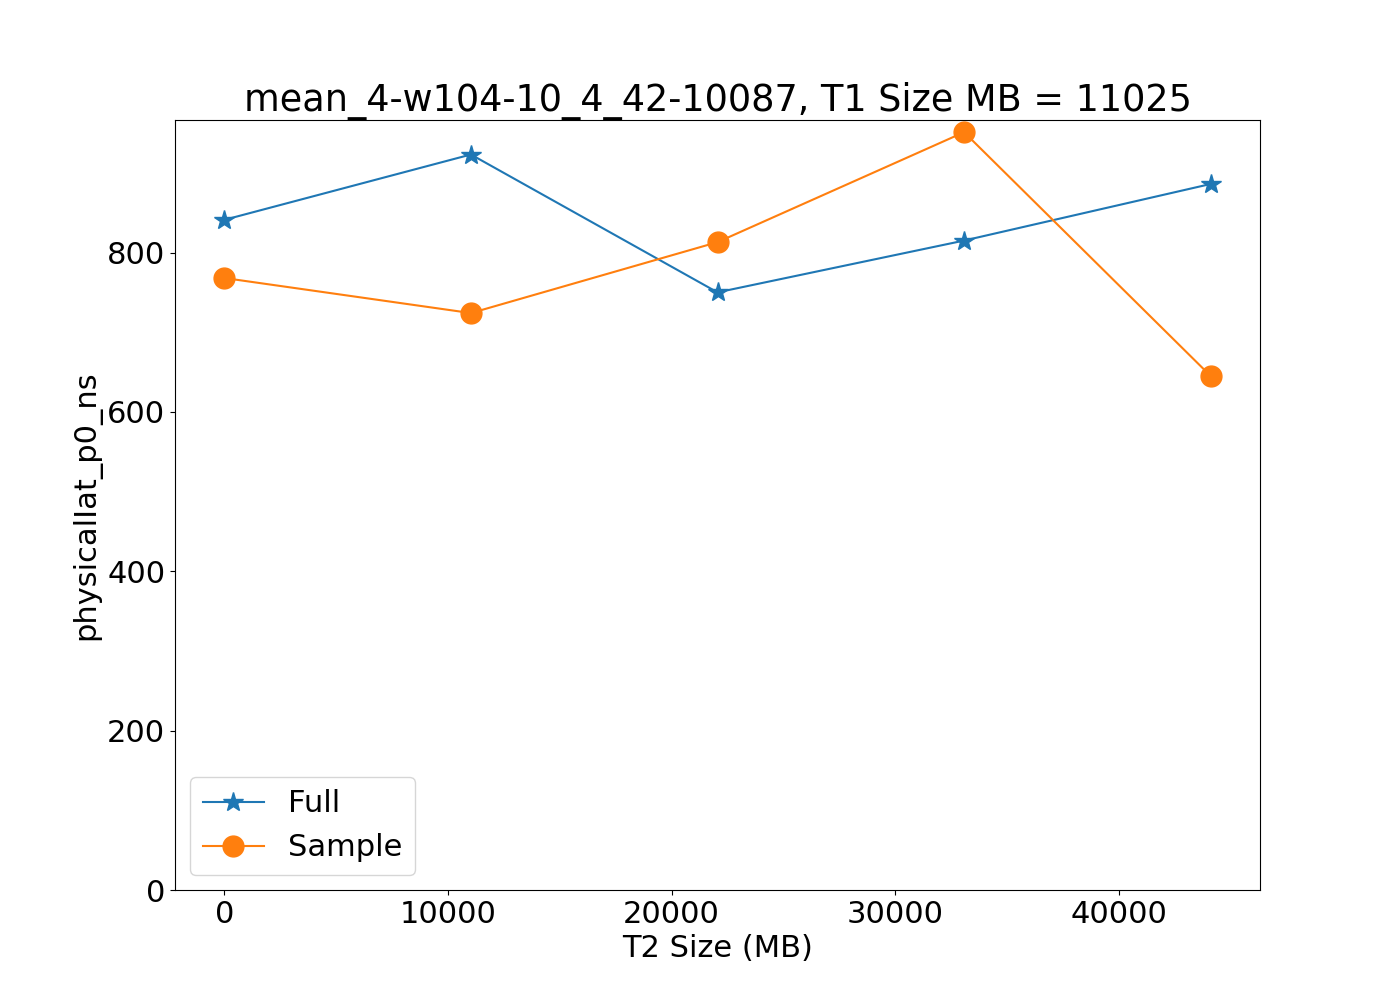 mean_4-w104-10_4_42-10087, T1 Size MB = 11025
physicallat_p0_ns
800
600
400
200
0
Full
Sample
0 10000 20000 30000 40000
T2 Size (MB)